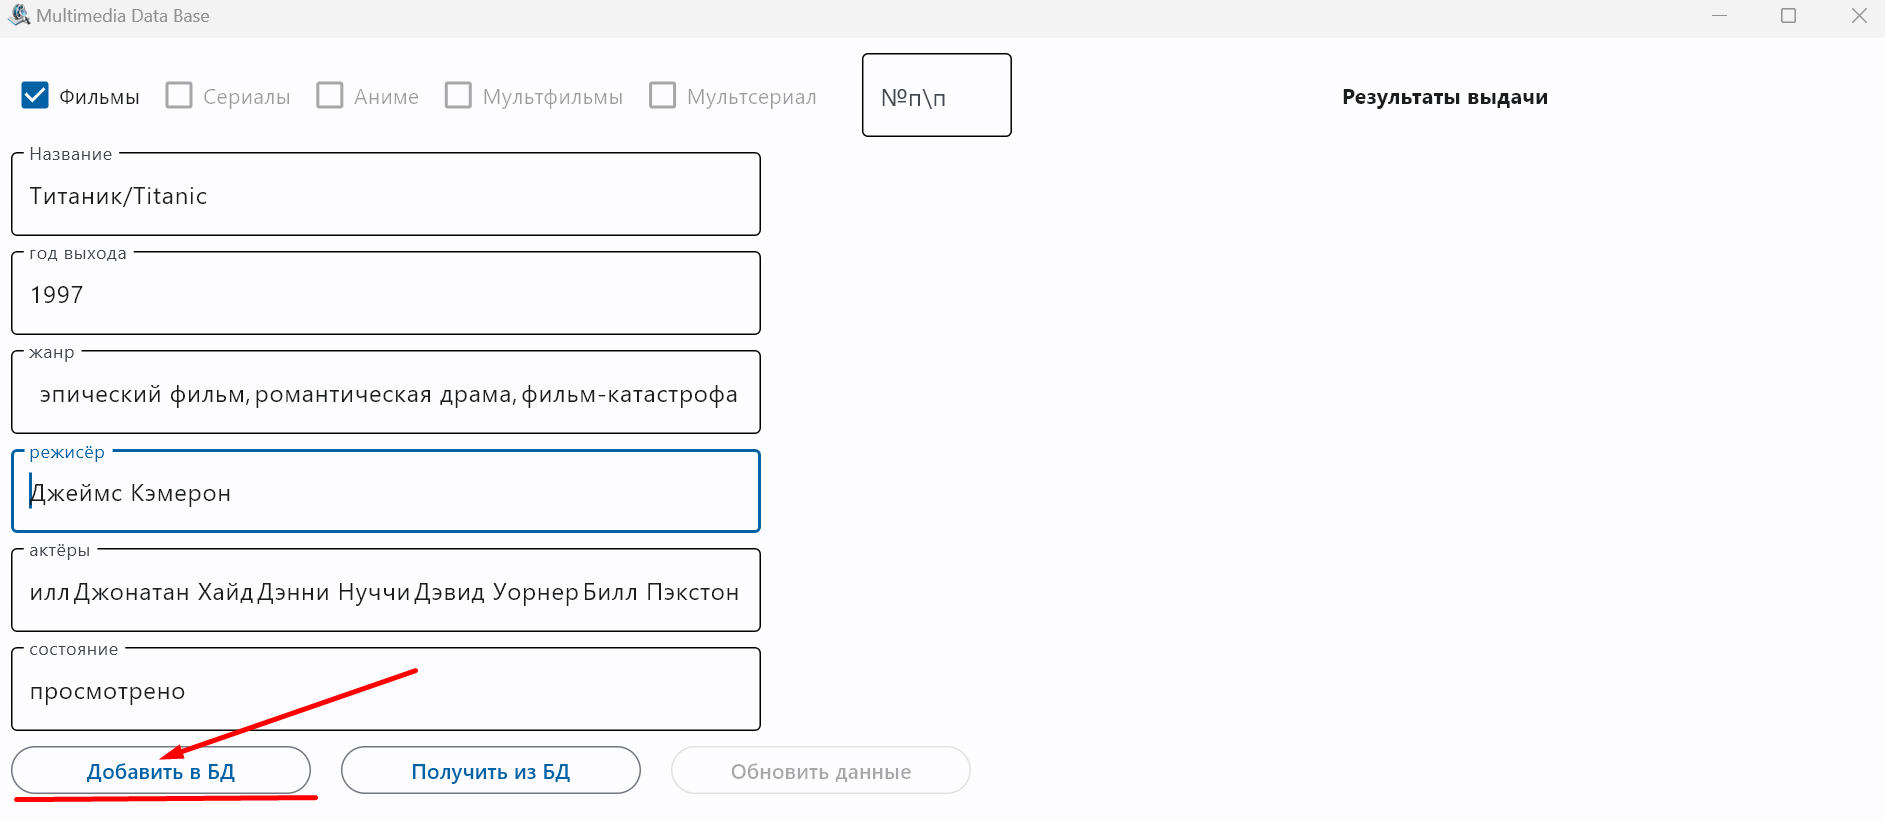 Multimedia Data Base
Фильмы Сериалы Аниме Мультфильмы Мультсериал
№п\п
Результаты выдачи
Название
Титаник/Titanic
год выхода
1997
жанр
эпический фильм, романтическая драма, фильм-катастрофа
режисёр
Джеймс Кэмерон
актёры
илл Джонатан Хайд Дэнни Нуччи Дэвид Уорнер Билл Пэкстон
состояние
просмотрено
Добавить в БД Получить из БД Обновить данные